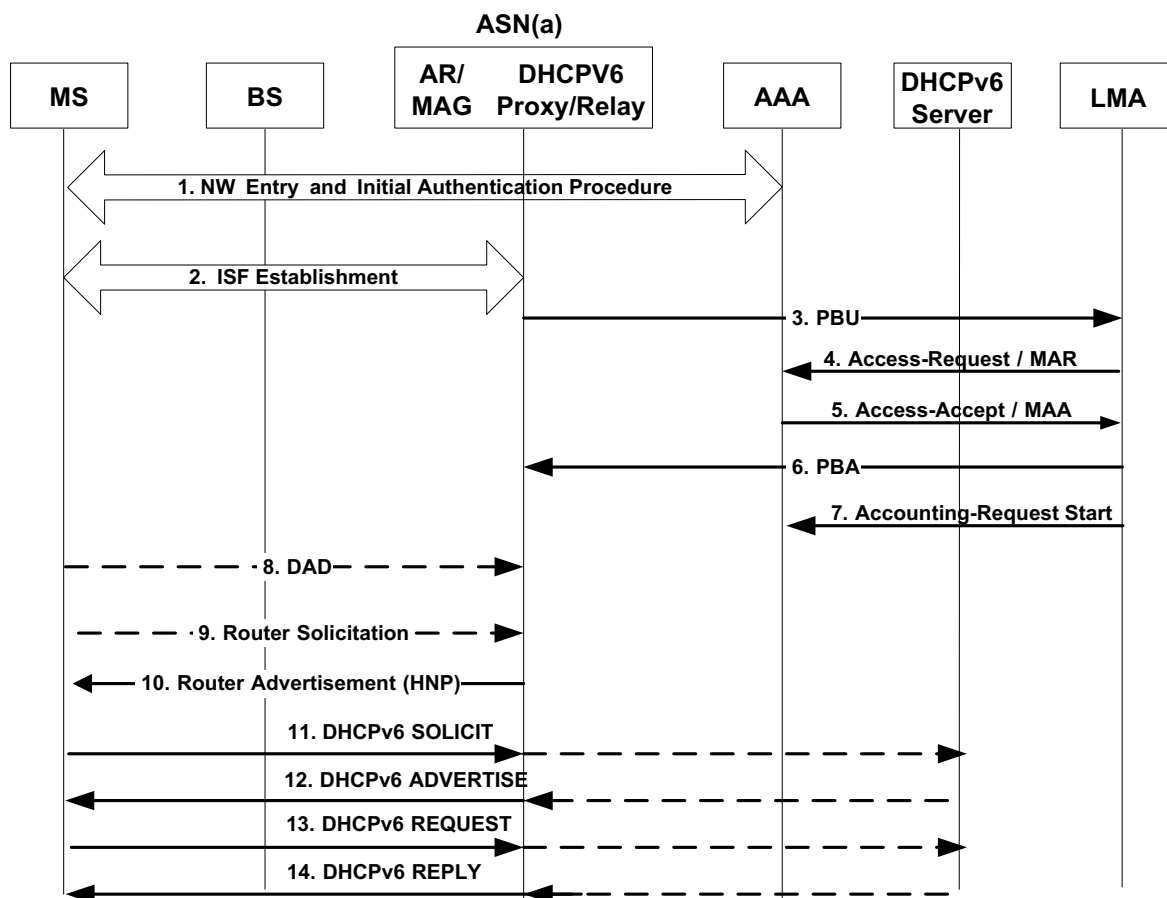 ASN(a)
MS
BS
AR/
MAG
DHCPV6
Proxy/Relay
AAA
DHCPv6
Server
LMA
1. NW Entry and Initial Authentication Procedure
2. ISF Establishment
3. PBU
4. Access-Request / MAR
5. Access-Accept / MAA
6. PBA
7. Accounting-Request Start
8. DAD
9. Router Solicitation
10. Router Advertisement (HNP)
11. DHCPv6 SOLICIT
12. DHCPv6 ADVERTISE
13. DHCPv6 REQUEST
14. DHCPv6 REPLY